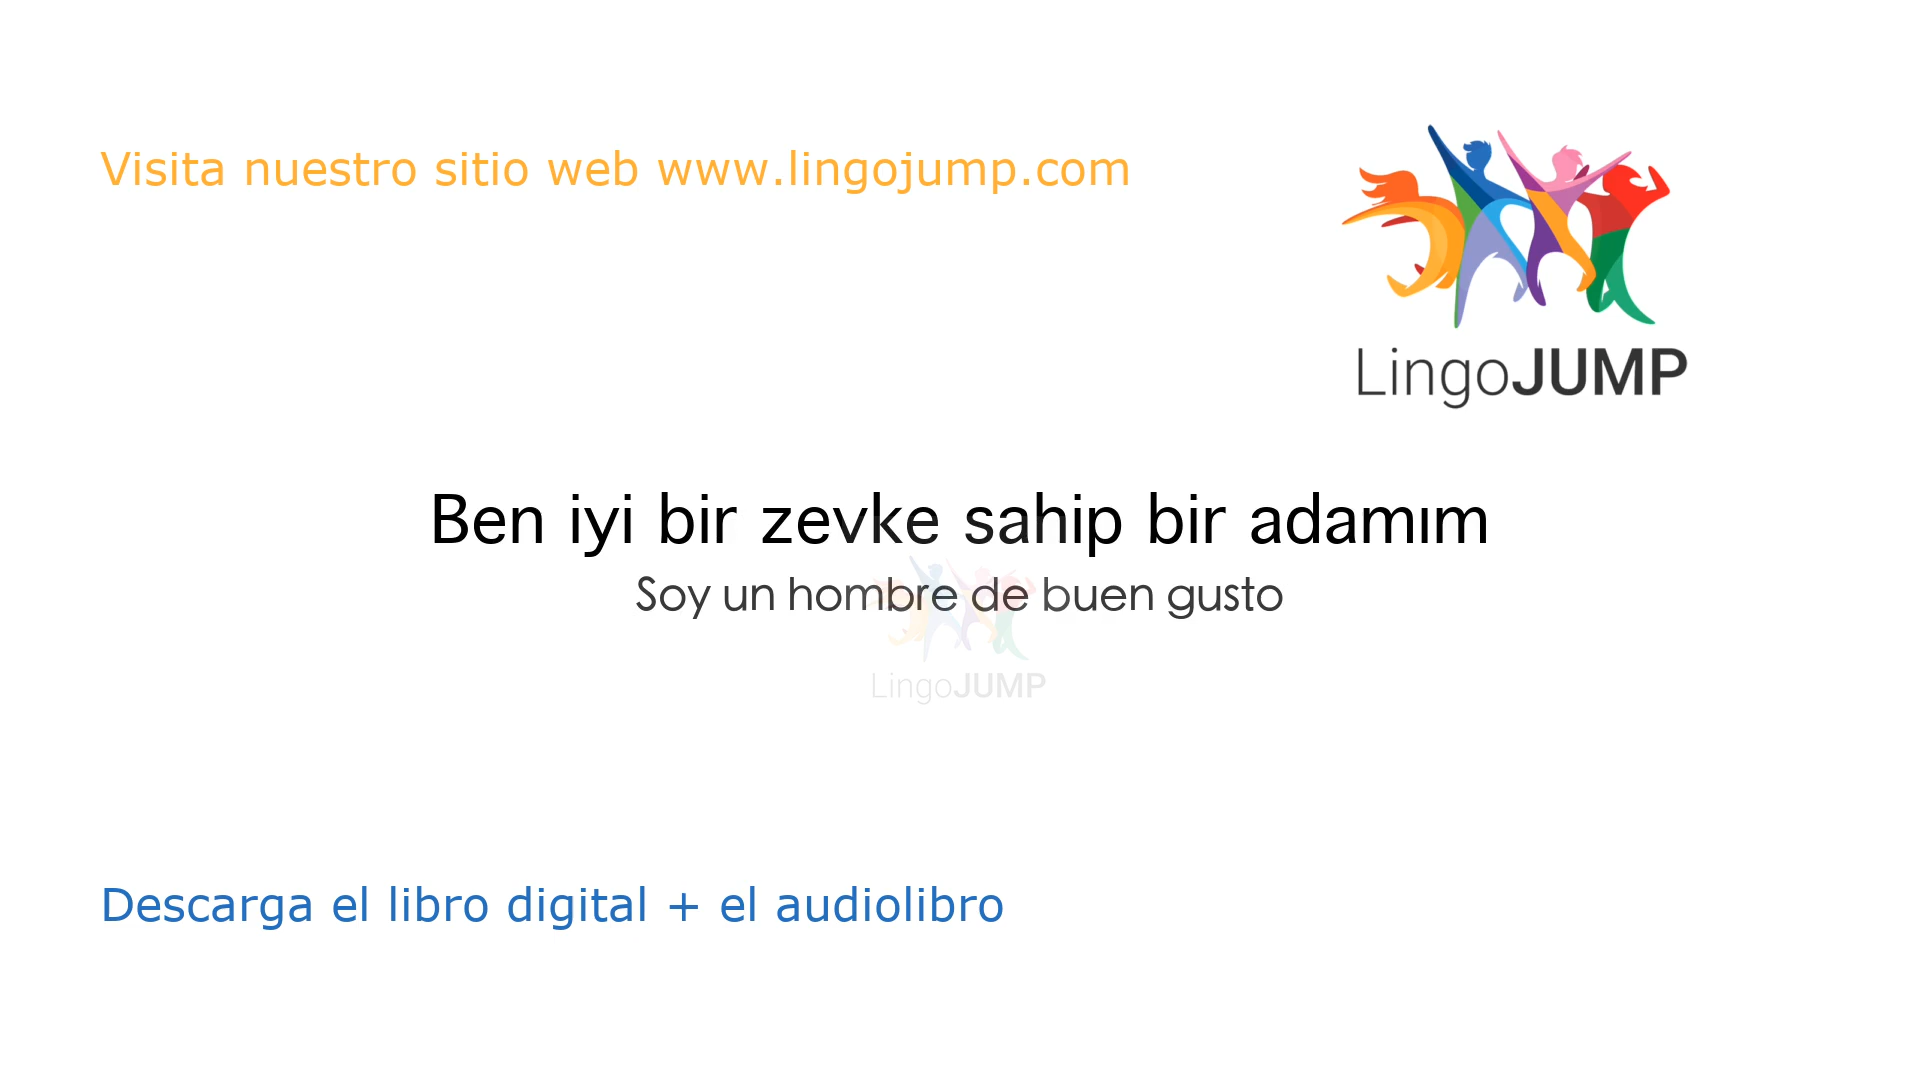 Visita nuestro sitio web www.lingojump.com
LingoJUMP
Ben iyi bir zevke sahip bir adamım
Soy un hombre de buen gusto
LingoJUMP
Descarga el libro digital + el audiolibro